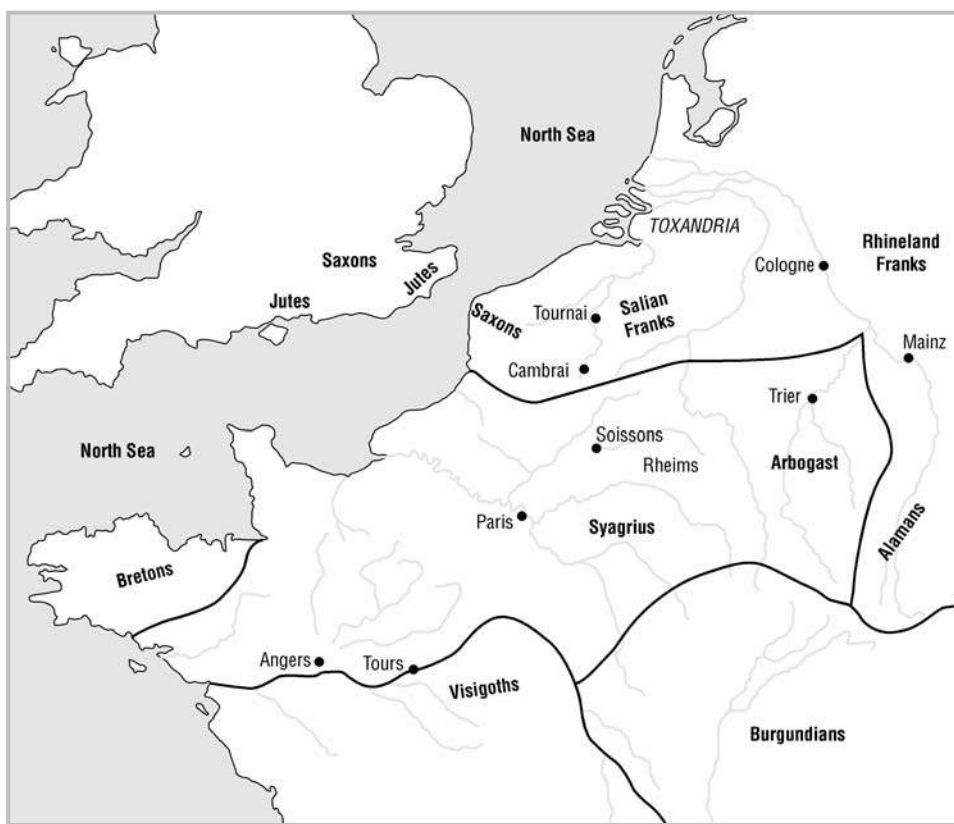 North Sea
TOXANDRIA
Rhineland
Franks
Saxons
Cologne
Jutes
Jutes
Saxons
Tournai
Salian
Franks
Mainz
Cambrai
Trier
North Sea
Soissons
Rheims
Arbogast
Paris
Syagrius
Alamans
Bretons
Angers
Tours
Visigoths
Burgundians